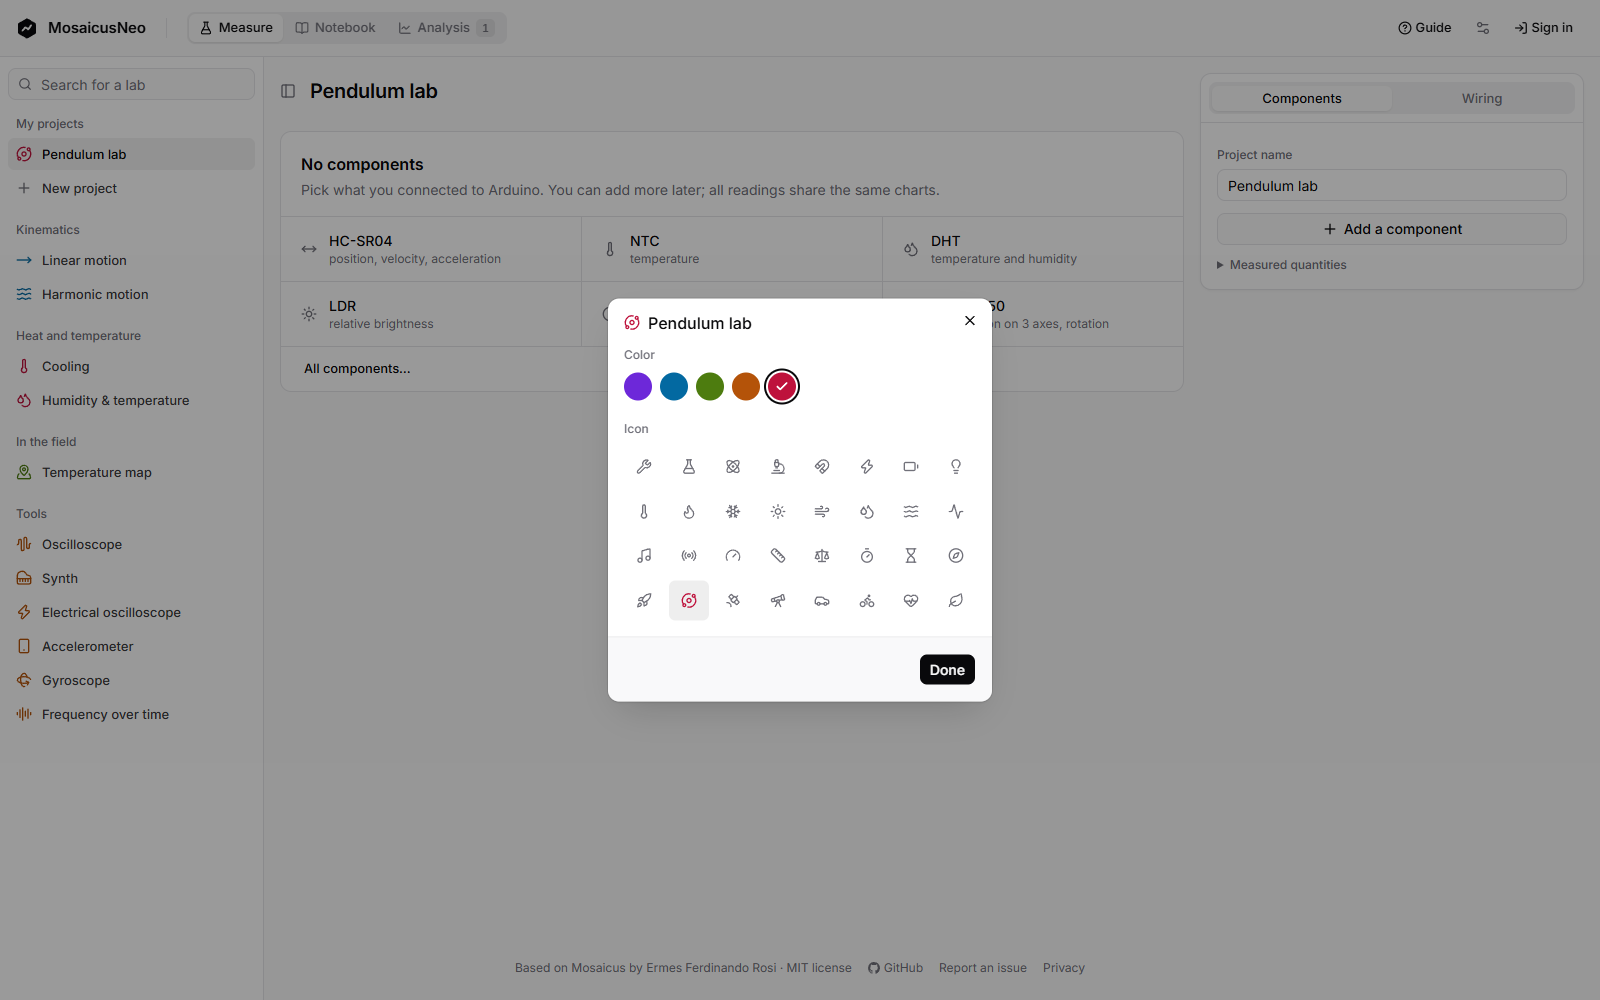 MosaicusNeo
Measure
Notebook
Analysis 1
Guide
Sign in
Search for a lab
My projects
Pendulum lab
New project
Kinematics
Linear motion
Harmonic motion
Heat and temperature
Cooling
Humidity & temperature
In the field
Temperature map
Tools
Oscilloscope
Synth
Electrical oscilloscope
Accelerometer
Gyroscope
Frequency over time
Pendulum lab
No components
Pick what you connected to Arduino. You can add more later; all readings share the same charts.
HC-SR04
position, velocity, acceleration
NTC
temperature
DHT
temperature and humidity
LDR
relative brightness
on 3 axes, rotation
All components...
Components
Wiring
Project name
Pendulum lab
Add a component
Measured quantities
Pendulum lab
Color
Icon
Done
Based on Mosaicus by Ermes Ferdinando Rosi · MIT license
GitHub
Report an issue
Privacy